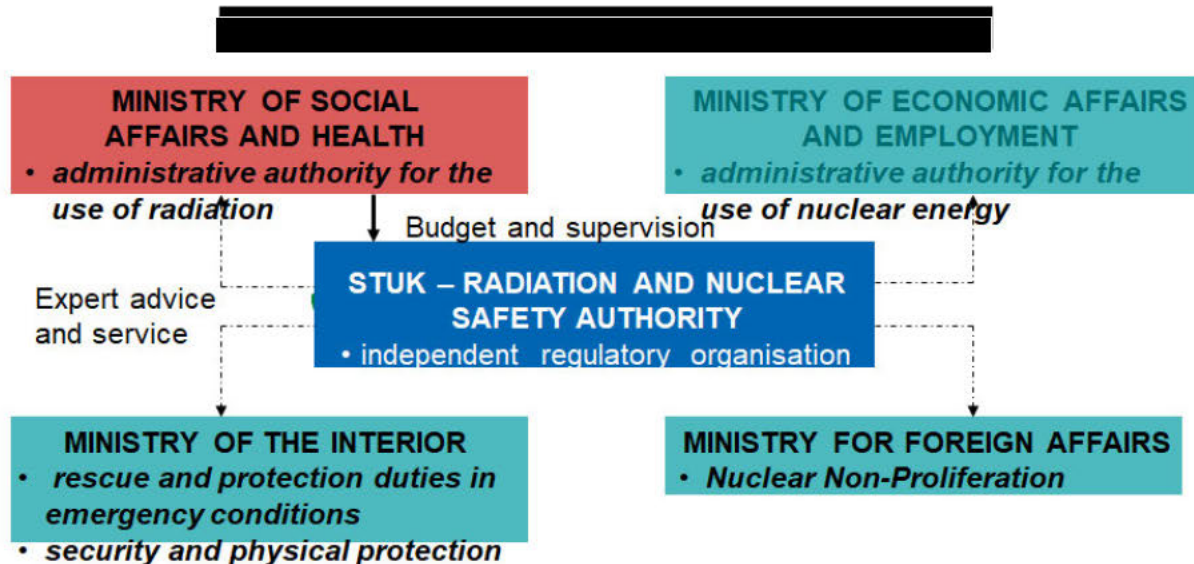 MINISTRY OF SOCIAL
AFFAIRS AND HEALTH
• administrative authority for the
use of radiation
MINISTRY OF ECONOMIC AFFAIRS
AND EMPLOYMENT
• administrative authority for the
use of nuclear energy
Budget and supervision
STUK – RADIATION AND NUCLEAR
SAFETY AUTHORITY
• independent regulatory organisation
Expert advice
and service
MINISTRY OF THE INTERIOR
• rescue and protection duties in
emergency conditions
• security and physical protection
MINISTRY FOR FOREIGN AFFAIRS
• Nuclear Non-Proliferation